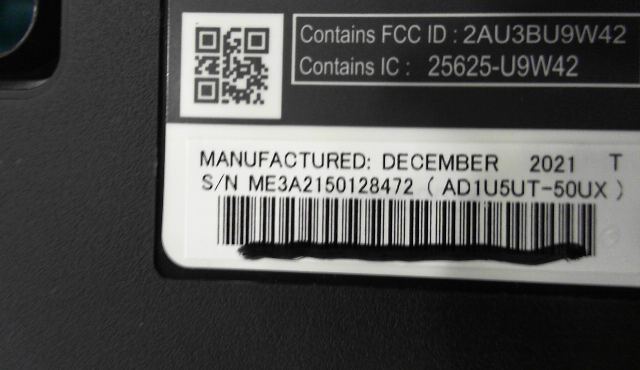 Contains FCC ID : 2AU3BU9W42
Contains IC : 25625-U9W42
MANUFACTURED: DECEMBER 2021 T
S/N ME3A2150128472 ( AD1U5UT-50UX )